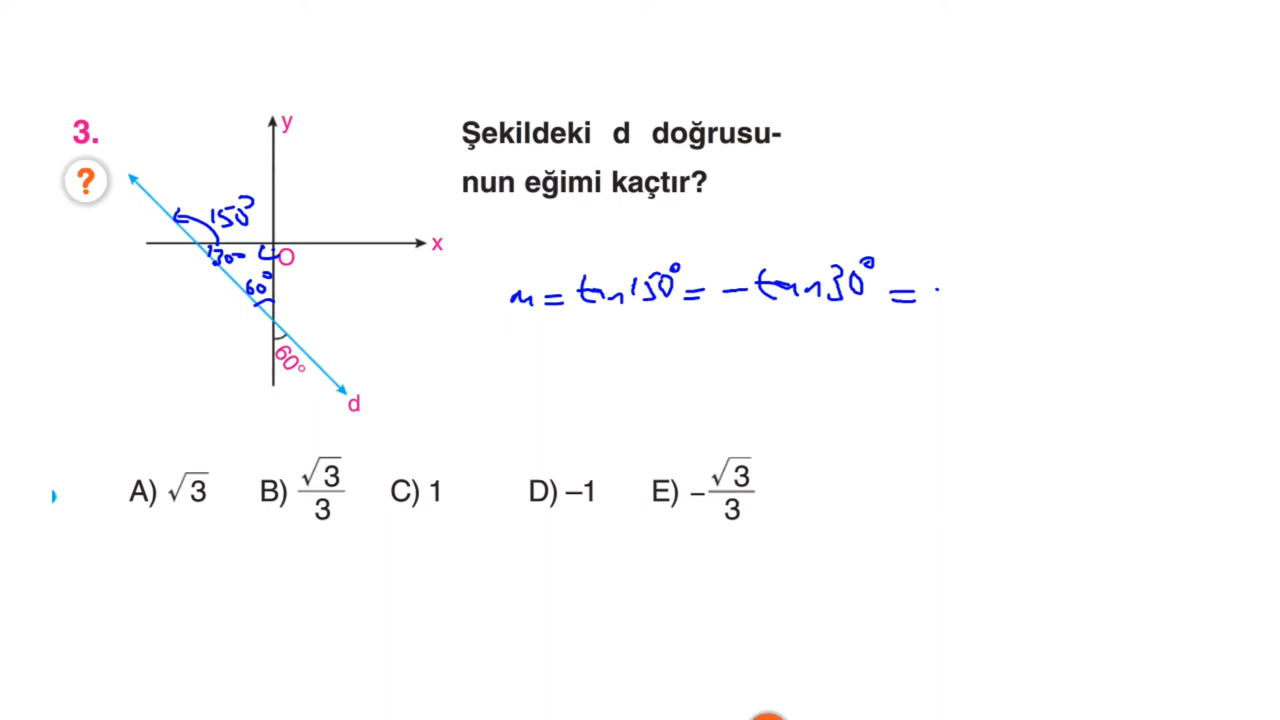 3.
?
Şekildeki d doğrusu-
nun eğimi kaçtır?
y
150°
x
30°
O
60°
60°
d
m = tan150° = -tan30° =
A) √3 B) √3/3 C) 1 D) –1 E) -√3/3